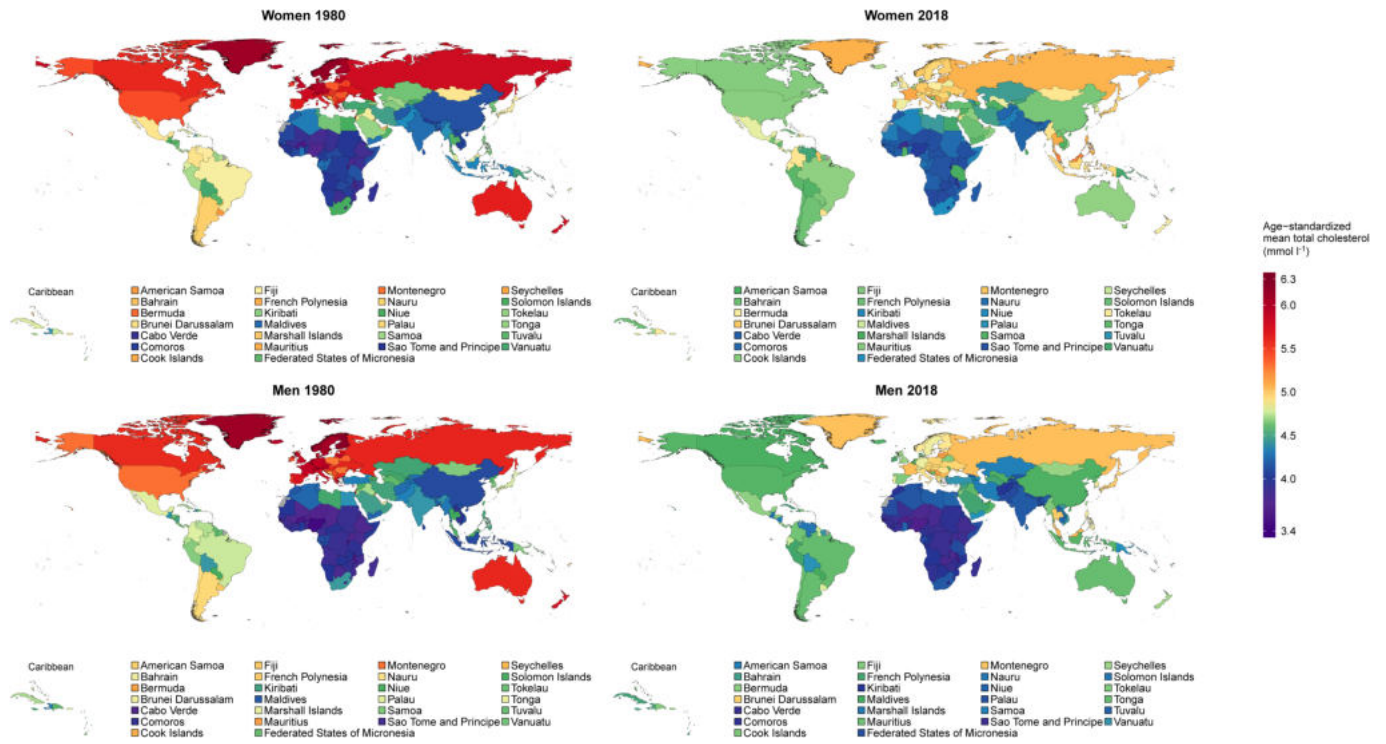 Women 1980
Women 2018
Caribbean
American Samoa Fiji Montenegro Seychelles
Bahrain French Polynesia Nauru Solomon Islands
Bermuda Kiribati Niue Tokelau
Brunei Darussalam Maldives Palau Tonga
Cabo Verde Marshall Islands Samoa Tuvalu
Comoros Mauritius Sao Tome and Principe Vanuatu
Cook Islands Federated States of Micronesia
Caribbean
American Samoa Fiji Montenegro Seychelles
Bahrain French Polynesia Nauru Solomon Islands
Bermuda Kiribati Niue Tokelau
Brunei Darussalam Maldives Palau Tonga
Cabo Verde Marshall Islands Samoa Tuvalu
Comoros Mauritius Sao Tome and Principe Vanuatu
Cook Islands Federated States of Micronesia
Age−standardized
mean total cholesterol
(mmol l⁻¹)
6.3
6.0
5.5
5.0
4.5
4.0
3.4
Men 1980
Men 2018
Caribbean
American Samoa Fiji Montenegro Seychelles
Bahrain French Polynesia Nauru Solomon Islands
Bermuda Kiribati Niue Tokelau
Brunei Darussalam Maldives Palau Tonga
Cabo Verde Marshall Islands Samoa Tuvalu
Comoros Mauritius Sao Tome and Principe Vanuatu
Cook Islands Federated States of Micronesia
Caribbean
American Samoa Fiji Montenegro Seychelles
Bahrain French Polynesia Nauru Solomon Islands
Bermuda Kiribati Niue Tokelau
Brunei Darussalam Maldives Palau Tonga
Cabo Verde Marshall Islands Samoa Tuvalu
Comoros Mauritius Sao Tome and Principe Vanuatu
Cook Islands Federated States of Micronesia